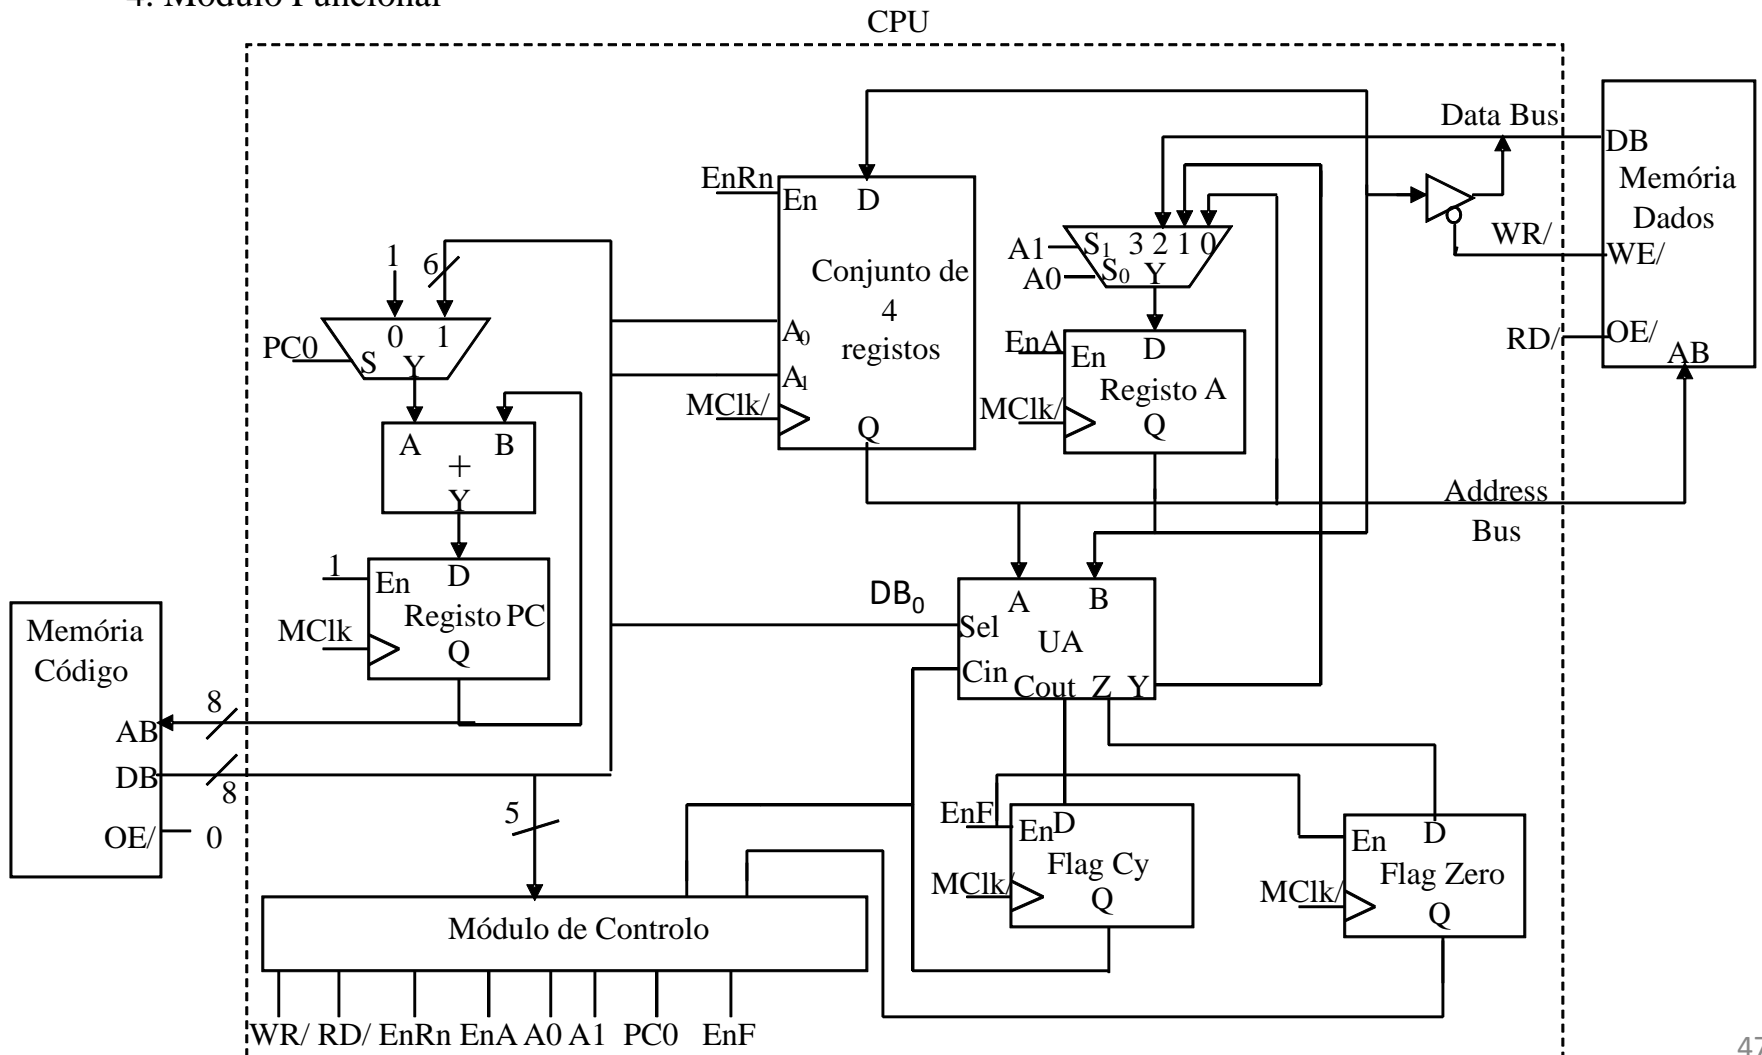 4. Módulo Funcional
CPU
Data Bus
DB
Memória
Dados
WR/
WE/
RD/
OE/
AB
EnRn
En
D
Conjunto de
4
registos
A0
A1
MClk/
Q
A1
A0
S1
3 2 1 0
S0
Y
EnA
En
D
Registo A
MClk/
Q
1
6
0
1
PC0
S
Y
A
B
+
Y
1
En
D
Registo PC
MClk
Q
Address
Bus
DB0
A
B
Sel
UA
Cin
Cout
Z
Y
Memória
Código
AB
8
DB
8
OE/
0
5
EnF
En
D
Flag Cy
MClk/
Q
En
D
Flag Zero
MClk/
Q
Módulo de Controlo
WR/ RD/ EnRn EnA A0 A1 PC0 EnF
47